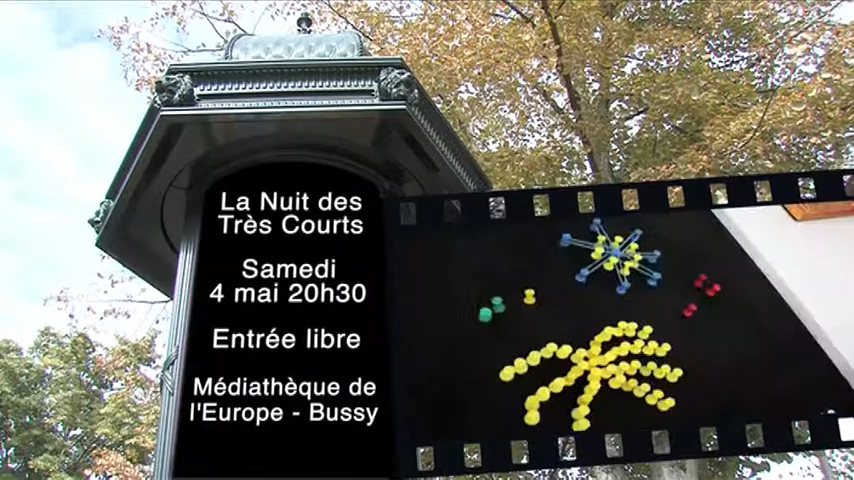 La Nuit des
Très Courts
Samedi
4 mai 20h30
Entrée libre
Médiathèque de
l'Europe - Bussy